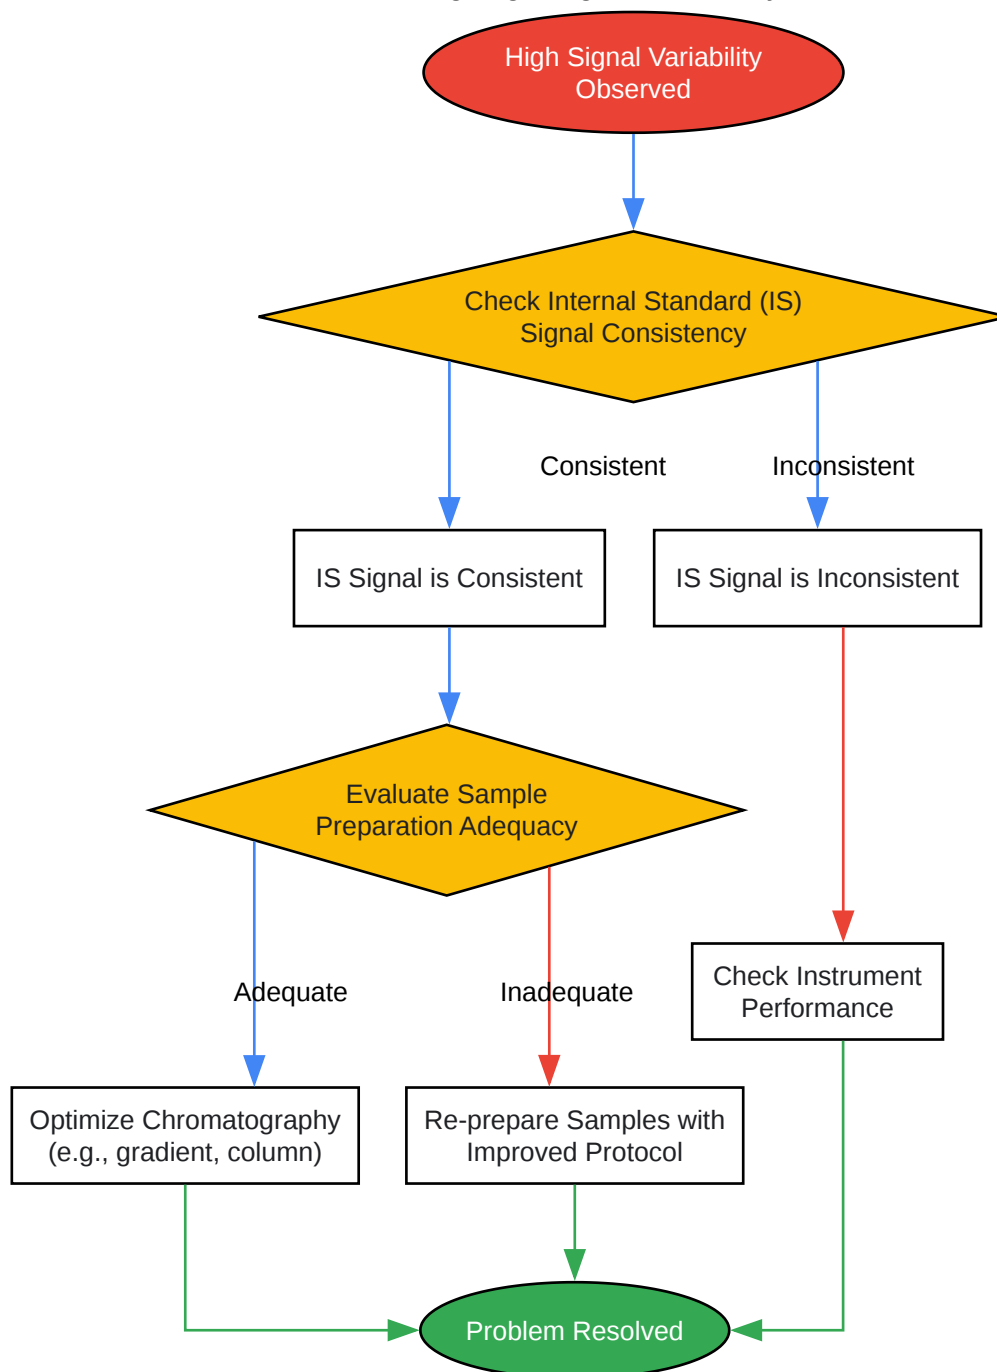 High Signal Variability
Observed
Check Internal Standard (IS)
Signal Consistency
Consistent
Inconsistent
IS Signal is Consistent
IS Signal is Inconsistent
Evaluate Sample
Preparation Adequacy
Adequate
Inadequate
Check Instrument
Performance
Optimize Chromatography
(e.g., gradient, column)
Re-prepare Samples with
Improved Protocol
Problem Resolved